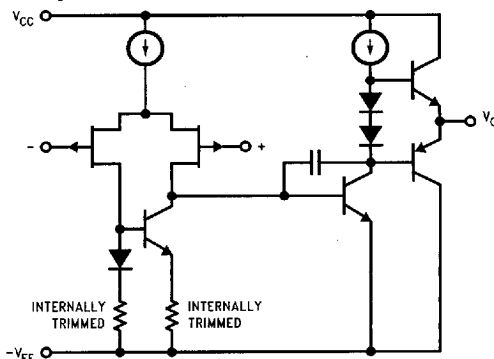 VCC
-
+
VO
INTERNALLY
TRIMMED
INTERNALLY
TRIMMED
-VEE